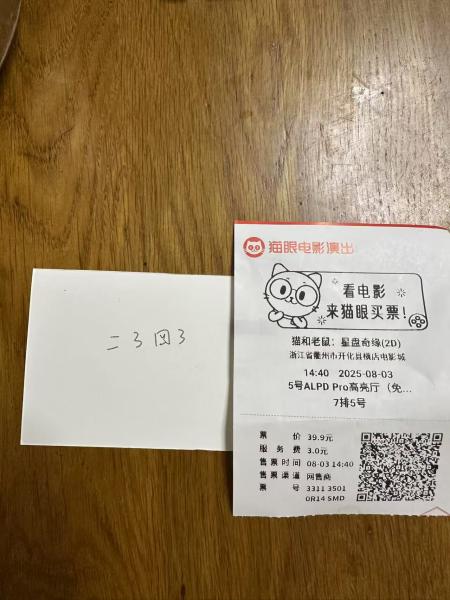 二 3 図 3
猫眼电影演出
看电影
来猫眼买票!
猫和老鼠:星盘奇缘(2D)
浙江省衢州市开化县横店电影城
14:40 2025-08-03
5号ALPD Pro高亮厅(免...
7排5号
票价 39.9元
服务费 3.0元
售票时间 08-03 14:40
售票渠道 网售商
票号 3311 3501
0R14 SMD